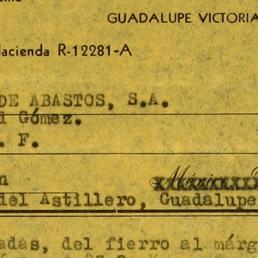 GUADALUPE VICTORIA
Hacienda R-12281-A
DE ABASTOS, S.A.
d Gómez.
. F.
n
del Astillero, Guadalupe
adas, del fierro al márg